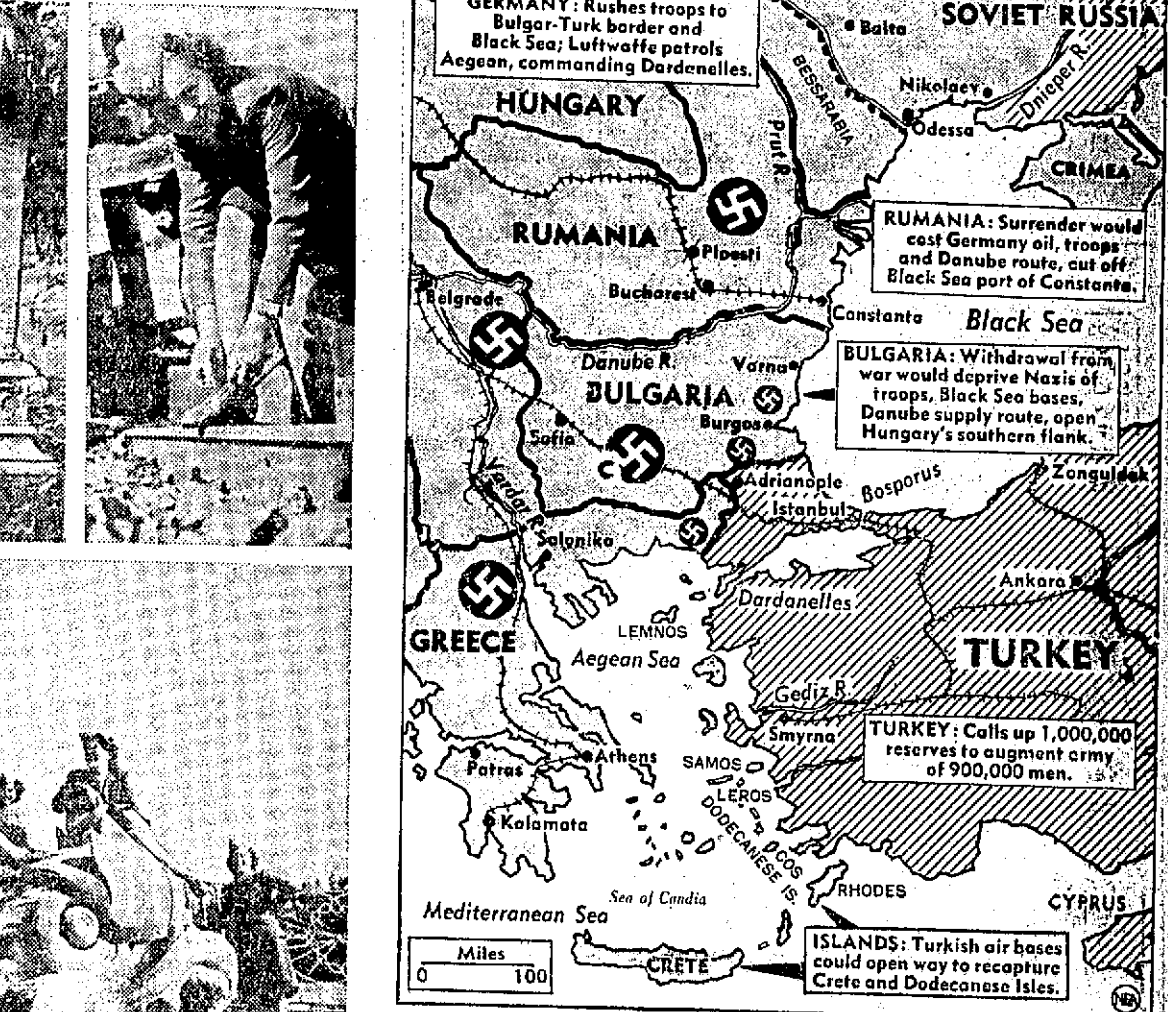 GERMANY: Rushes troops to
Bulgar-Turk border and
Black Sea; Luftwaffe patrols
Aegean, commanding Dardanelles.
SOVIET RUSSIA
Balta
BESSARABIA
Nikolaev
Dnieper R.
Odessa
HUNGARY
Prut R.
CRIMEA
RUMANIA
Ploesti
Bucharest
RUMANIA: Surrender would
cost Germany oil, troops
and Danube route, cut off
Black Sea port of Constanta.
Belgrade
Constanta
Black Sea
Danube R.
Varna
BULGARIA
BULGARIA: Withdrawal from
war would deprive Nazis of
troops, Black Sea bases,
Danube supply route, open
Hungary's southern flank.
Burgas
Sofia
C
Vardar R.
Adrianople
Bosporus
Zonguldak
Istanbul
Salonika
Ankara
Dardanelles
LEMNOS
GREECE
Aegean Sea
TURKEY
Gediz R.
Smyrna
TURKEY: Calls up 1,000,000
reserves to augment army
of 900,000 men.
Athens
Patras
SAMOS
LEROS
DODECANESE IS.
Kalamata
COS
RHODES
Sea of Candia
CYPRUS
Mediterranean Sea
Miles
0 100
CRETE
ISLANDS: Turkish air bases
could open way to recapture
Crete and Dodecanese Isles.
NEA